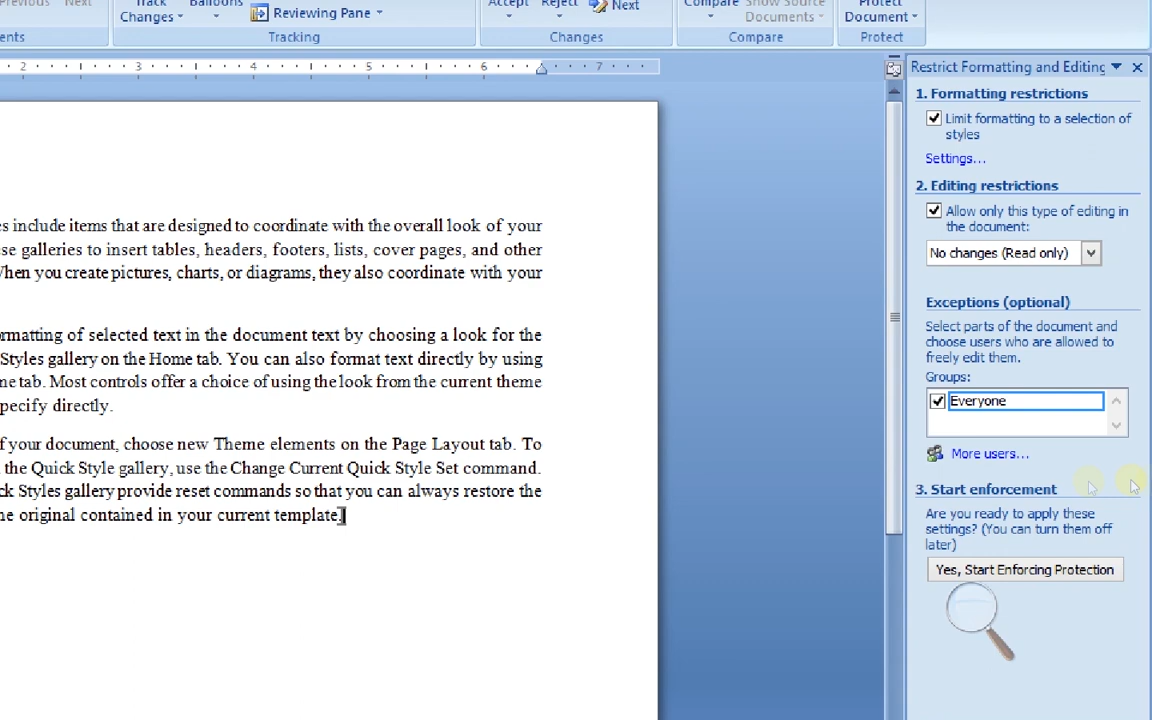 Previous Next
Track Changes
Balloons
Reviewing Pane
Accept Reject Next
Compare Show Source Documents
Protect Document
ents Tracking Changes Compare Protect
2 3 4 5 6 7
Restrict Formatting and Editing
1. Formatting restrictions
Limit formatting to a selection of
styles
Settings...
2. Editing restrictions
Allow only this type of editing in
the document:
No changes (Read only)
Exceptions (optional)
Select parts of the document and
choose users who are allowed to
freely edit them.
Groups:
Everyone
More users...
3. Start enforcement
Are you ready to apply these
settings? (You can turn them off
later)
Yes, Start Enforcing Protection
es include items that are designed to coordinate with the overall look of your
se galleries to insert tables, headers, footers, lists, cover pages, and other
When you create pictures, charts, or diagrams, they also coordinate with your
ormatting of selected text in the document text by choosing a look for the
Styles gallery on the Home tab. You can also format text directly by using
me tab. Most controls offer a choice of using the look from the current theme
pecify directly.
of your document, choose new Theme elements on the Page Layout tab. To
the Quick Style gallery, use the Change Current Quick Style Set command.
ck Styles gallery provide reset commands so that you can always restore the
he original contained in your current template.]